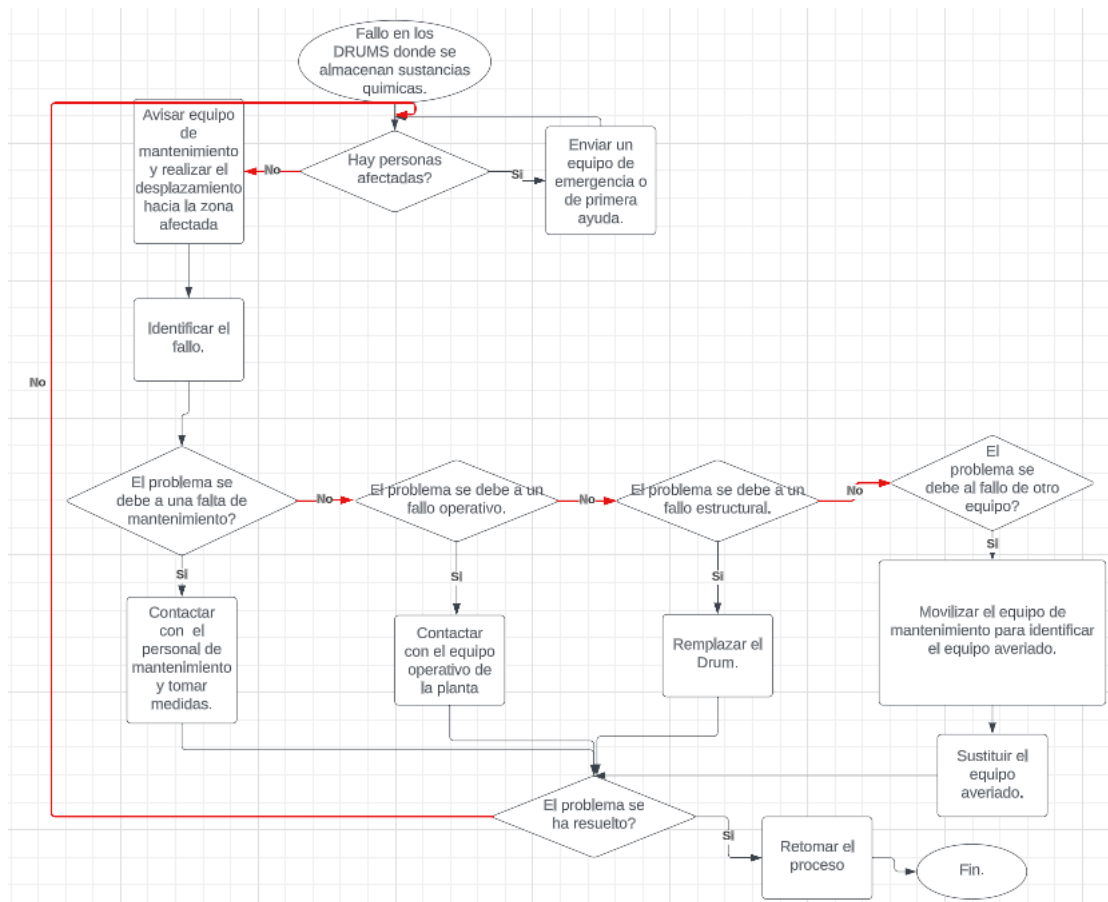 Fallo en los
DRUMS donde se
almacenan sustancias
quimicas.
Avisar equipo
de
mantenimiento
y realizar el
desplazamiento
hacia la zona
afectada
No
Hay personas
afectadas?
Si
Enviar un
equipo de
emergencia o
de primera
ayuda.
Identificar el
fallo.
No
El problema se
debe a una falta de
mantenimiento?
No
El problema se debe a un
fallo operativo.
No
El problema se debe a un
fallo estructural.
No
El
problema se
debe al fallo de otro
equipo?
Si
Si
Si
Si
Contactar
con el
personal de
mantenimiento
y tomar
medidas.
Contactar
con el equipo
operativo de
la planta
Remplazar el
Drum.
Movilizar el equipo de
mantenimiento para identificar
el equipo averiado.
Sustituir el
equipo
averiado.
El problema se
ha resuelto?
Si
Retomar el
proceso
Fin.